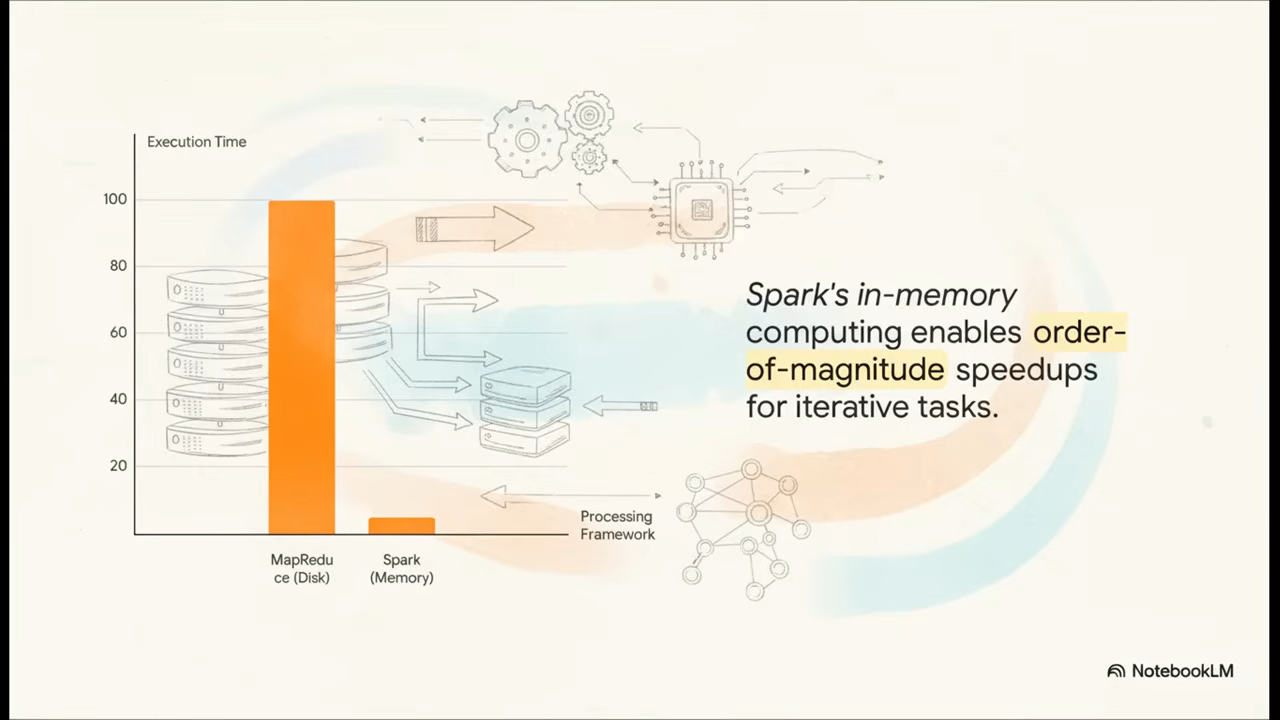 Execution Time
100
80
60
40
20
MapRedu
ce (Disk)
Spark
(Memory)
Processing
Framework
Spark's in-memory
computing enables order-
of-magnitude speedups
for iterative tasks.
NotebookLM